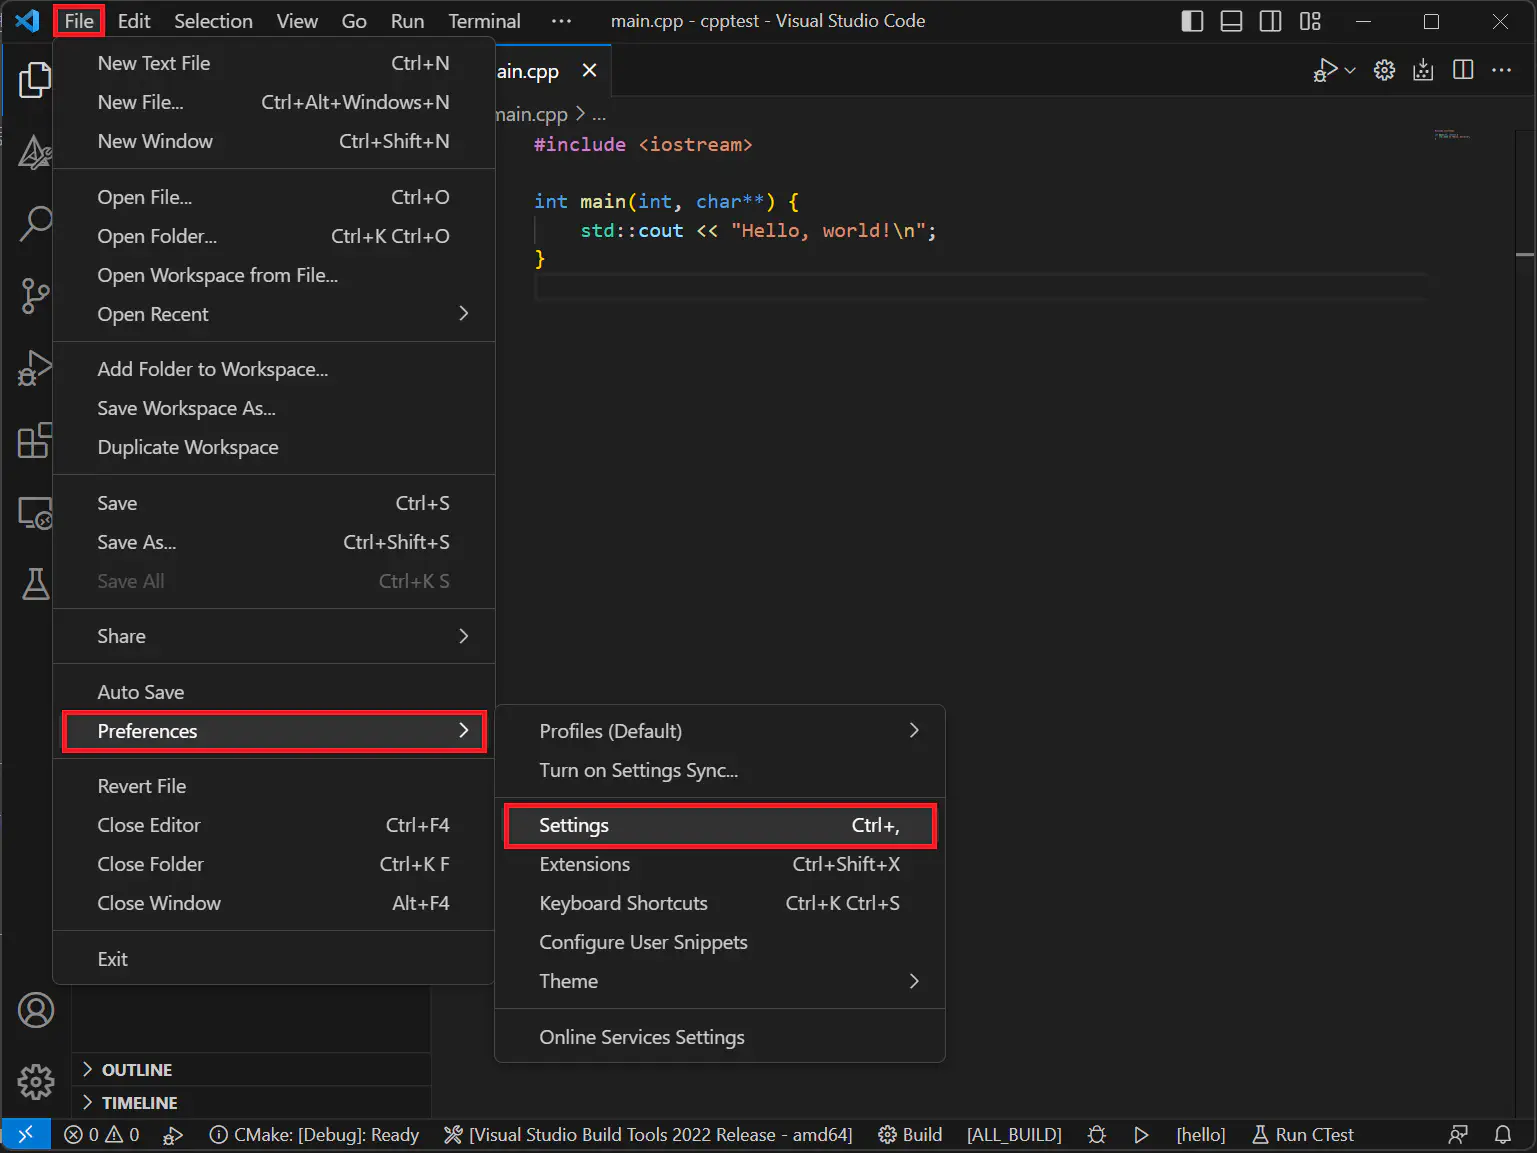 File Edit Selection View Go Run Terminal ··· main.cpp - cpptest - Visual Studio Code
ain.cpp
main.cpp > ...
New Text File Ctrl+N
New File... Ctrl+Alt+Windows+N
New Window Ctrl+Shift+N
Open File... Ctrl+O
Open Folder... Ctrl+K Ctrl+O
Open Workspace from File...
Open Recent
Add Folder to Workspace...
Save Workspace As...
Duplicate Workspace
Save Ctrl+S
Save As... Ctrl+Shift+S
Save All Ctrl+K S
Share
Auto Save
Preferences
Revert File
Close Editor Ctrl+F4
Close Folder Ctrl+K F
Close Window Alt+F4
Exit
#include <iostream>
int main(int, char**) {
std::cout << "Hello, world!\n";
}
Profiles (Default)
Turn on Settings Sync...
Settings Ctrl+,
Extensions Ctrl+Shift+X
Keyboard Shortcuts Ctrl+K Ctrl+S
Configure User Snippets
Theme
Online Services Settings
OUTLINE
TIMELINE
0 0 CMake: [Debug]: Ready [Visual Studio Build Tools 2022 Release - amd64] Build [ALL_BUILD] [hello] Run CTest